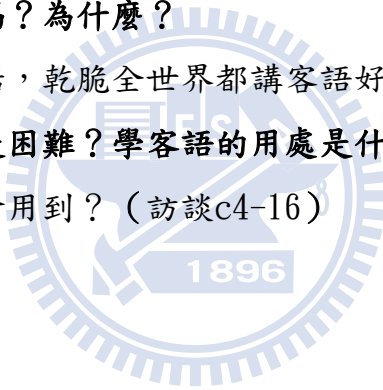 嗎？為什麼？
，乾脆全世界都講客語好
困難？學客語的用處是什
用到？（訪談c4-16）
1896